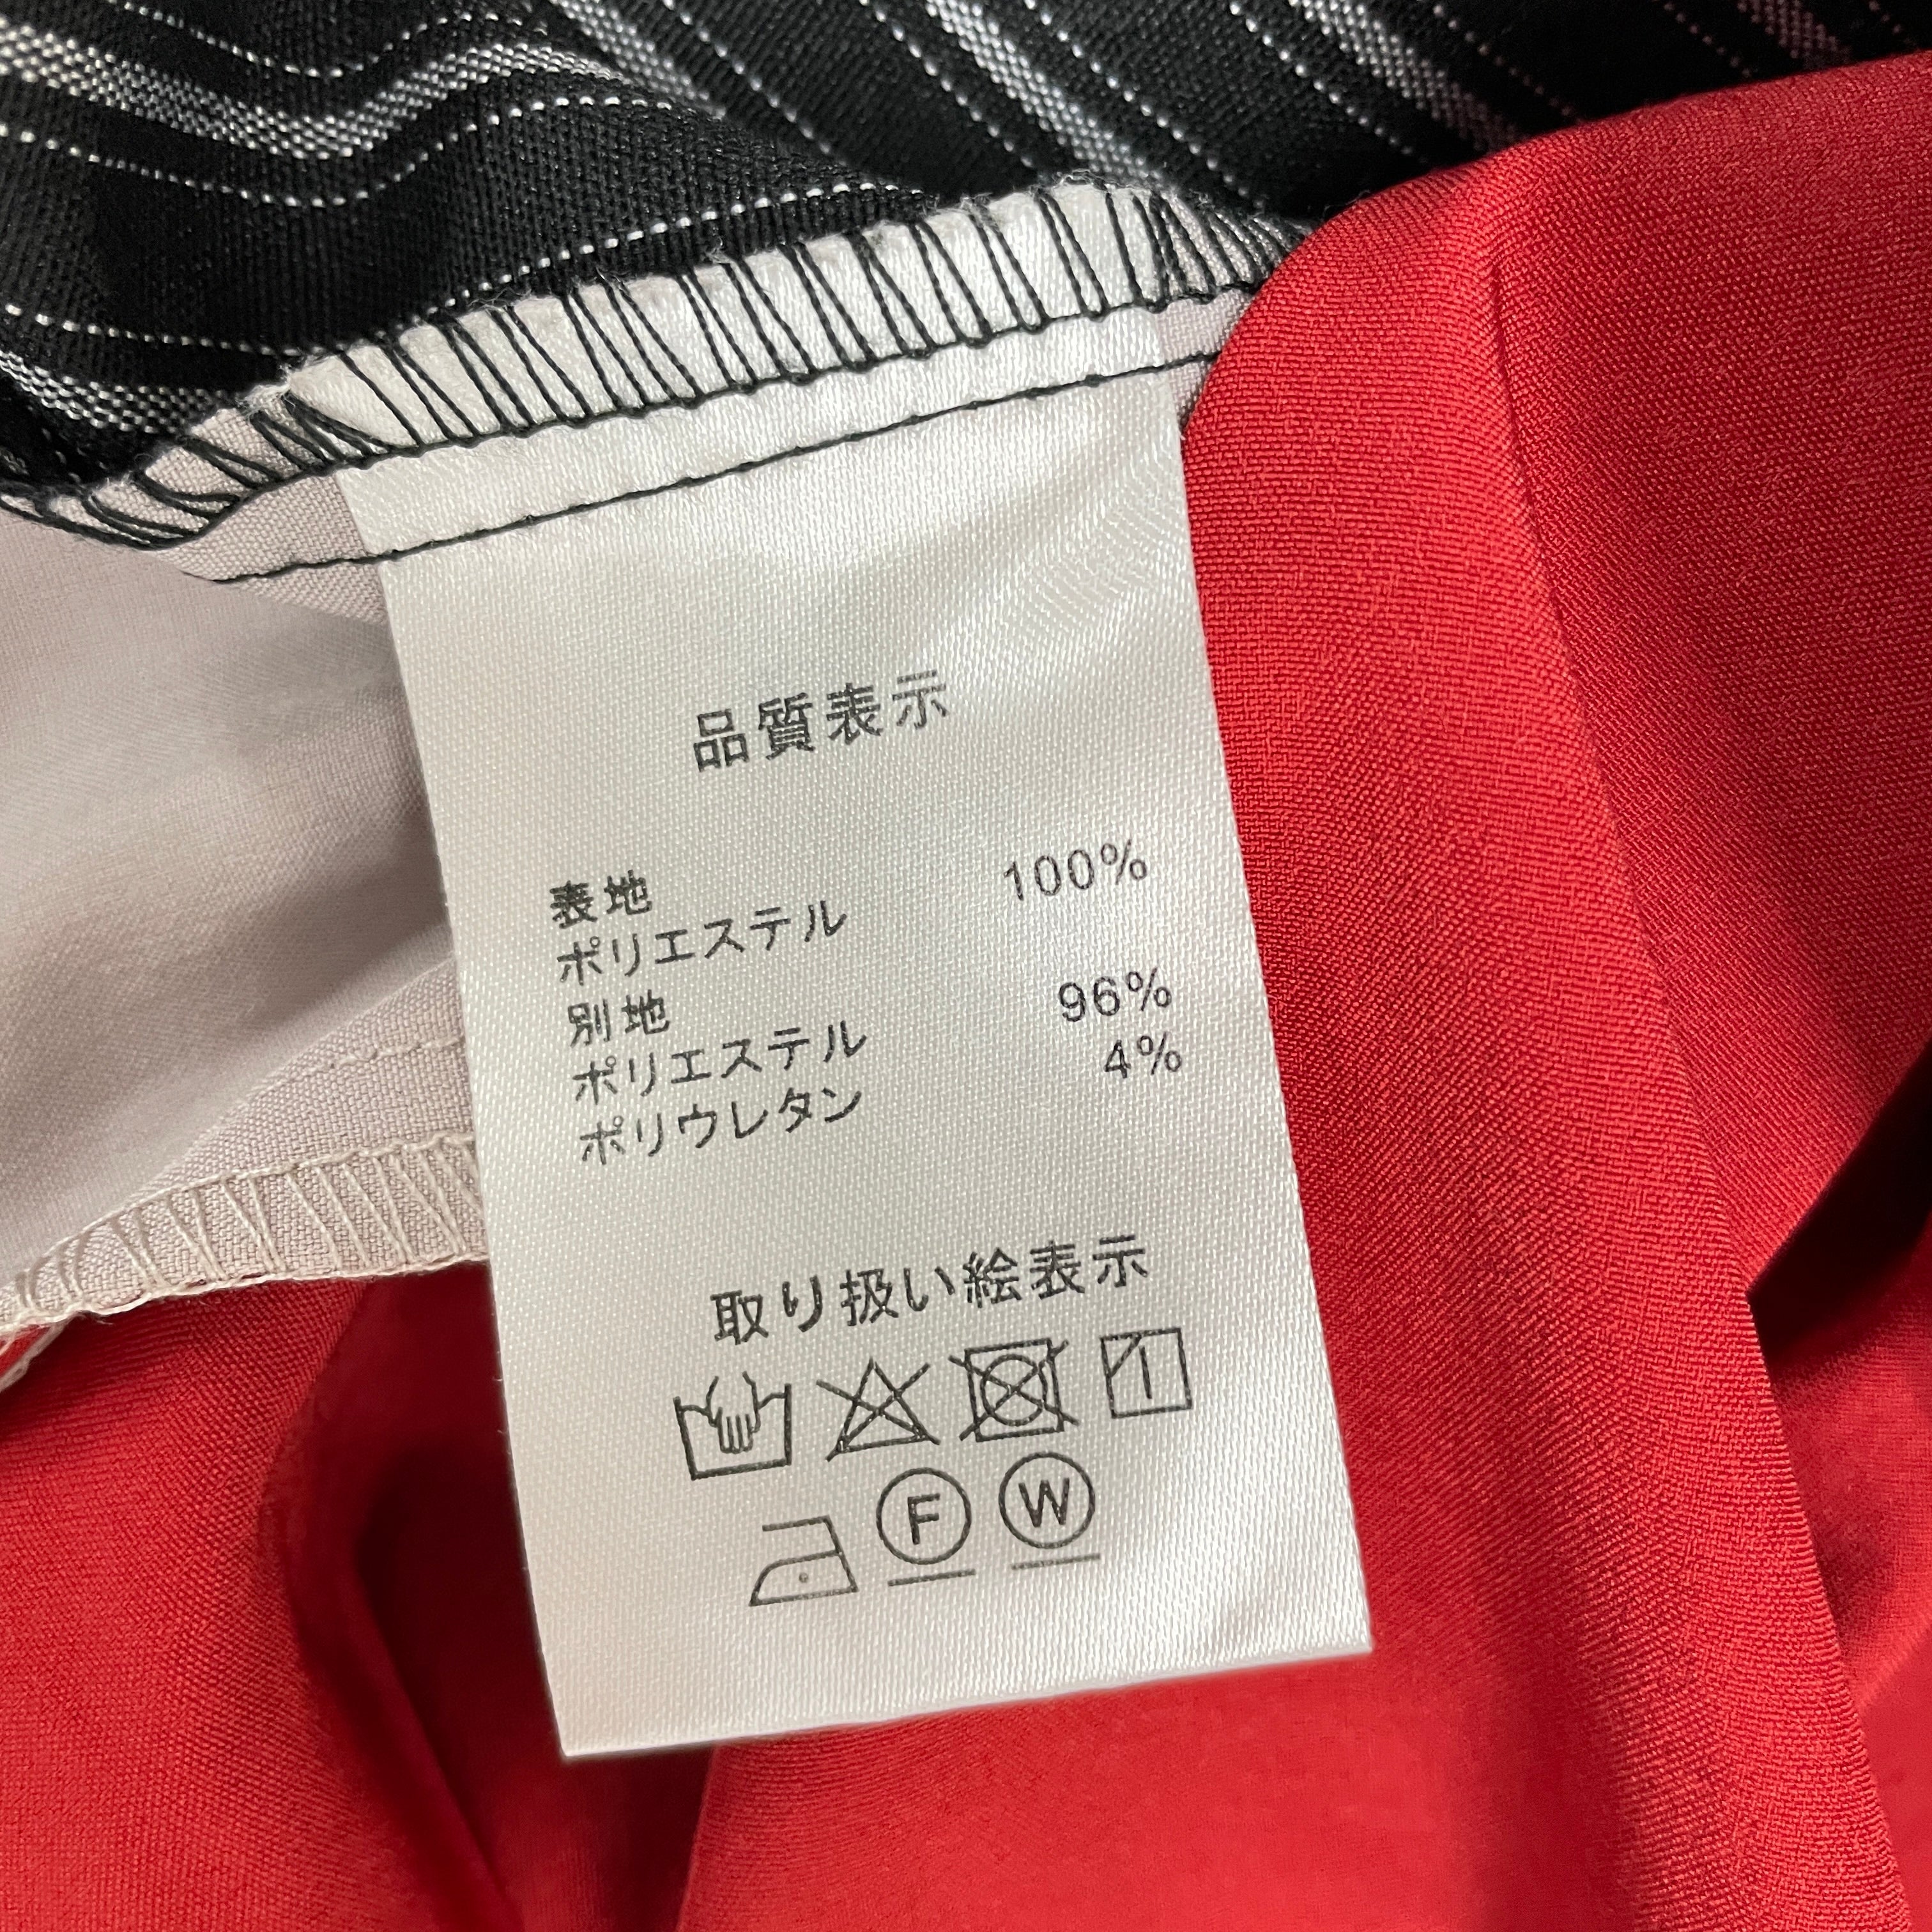 品質表示
表地
ポリエステル 100%
別地
ポリエステル 96%
ポリウレタン 4%
取り扱い絵表示
F W